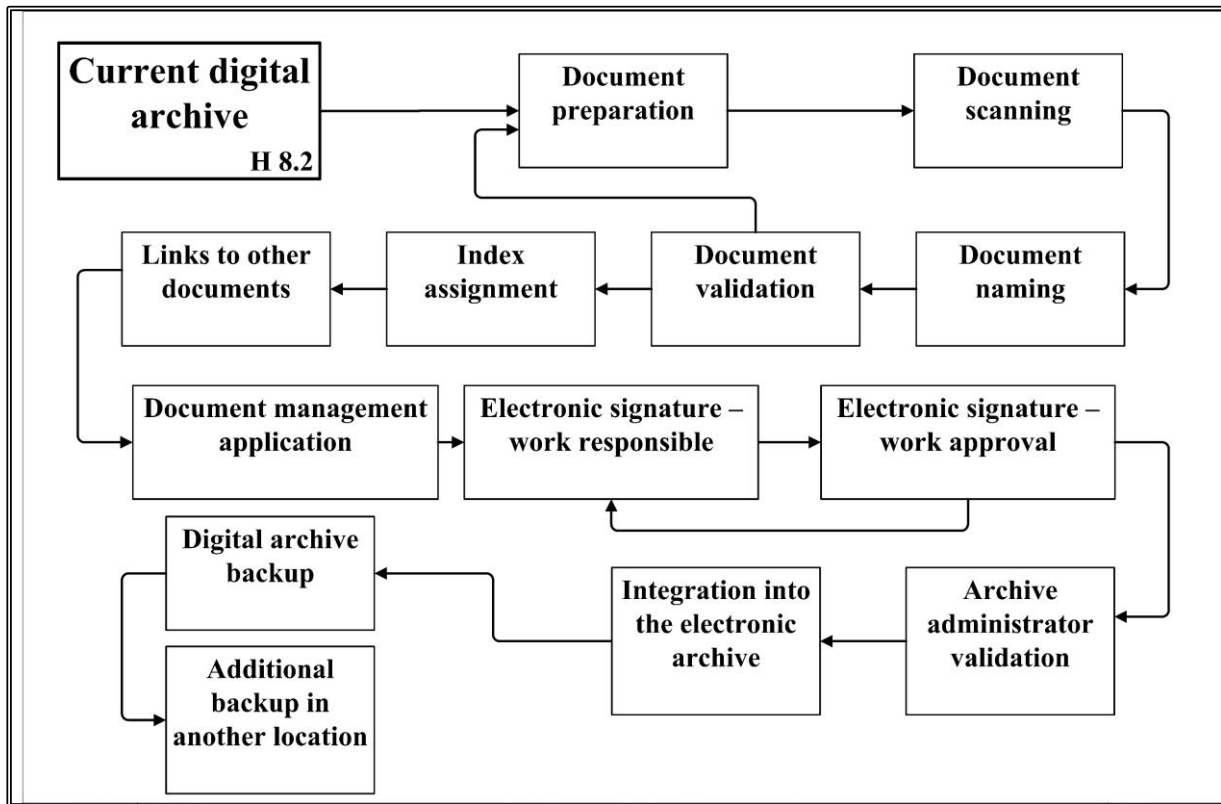 Current digital
archive
H 8.2
Document
preparation
Document
scanning
Links to other
documents
Index
assignment
Document
validation
Document
naming
Document management
application
Electronic signature –
work responsible
Electronic signature –
work approval
Digital archive
backup
Integration into
the electronic
archive
Archive
administrator
validation
Additional
backup in
another location